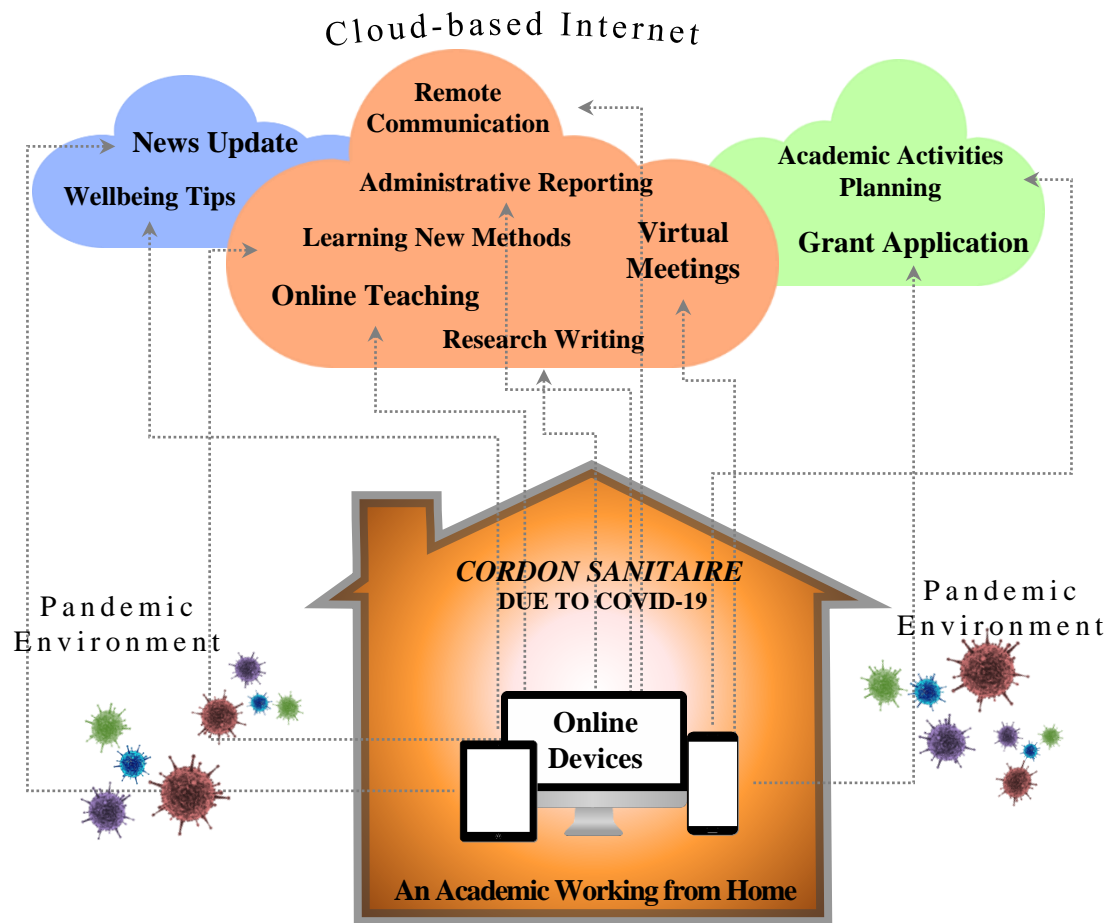 Cloud-based Internet
Remote
Communication
News Update
Wellbeing Tips
Administrative Reporting
Learning New Methods
Virtual
Meetings
Online Teaching
Research Writing
Academic Activities
Planning
Grant Application
CORDON SANITAIRE
DUE TO COVID-19
Pandemic
Environment
Pandemic
Environment
Online
Devices
An Academic Working from Home